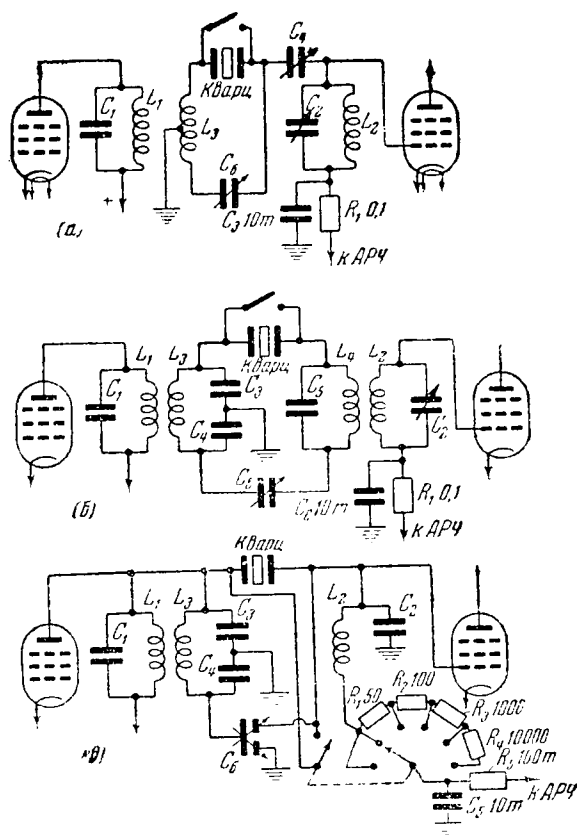 C₁
L₁
+
(а)
L₃
Кварц
C₆
C₄
C₂
L₂
C₃ 10т
R₁ 0,1
к АРЧ
L₁
L₃
C₁
C₃
C₄
Кварц
C₅
L₄
L₂
C₂
C₆ 10т
R₁ 0,1
к АРЧ
(б)
Кварц
L₁
L₃
C₁
C₃
C₄
C₆
L₂
C₂
R₁ 50
R₂ 100
R₃ 1000
R₄ 10000
R₅ 100т
C₅ 10т
к АРЧ